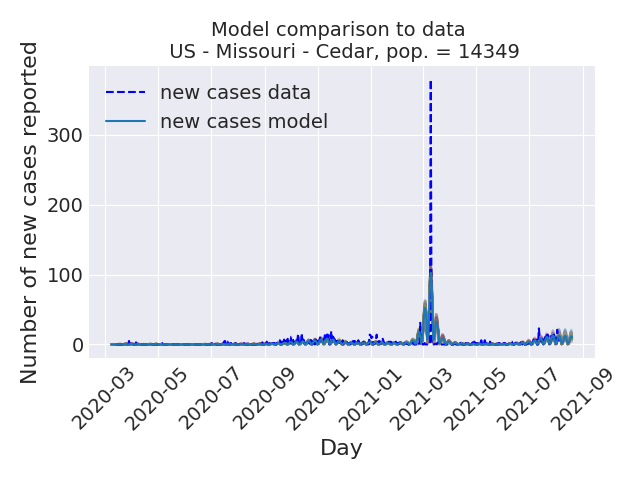 Model comparison to data
US - Missouri - Cedar, pop. = 14349
Number of new cases reported
new cases data
new cases model
300
200
100
0
2020-03
2020-05
2020-07
2020-09
2020-11
2021-01
2021-03
2021-05
2021-07
2021-09
Day